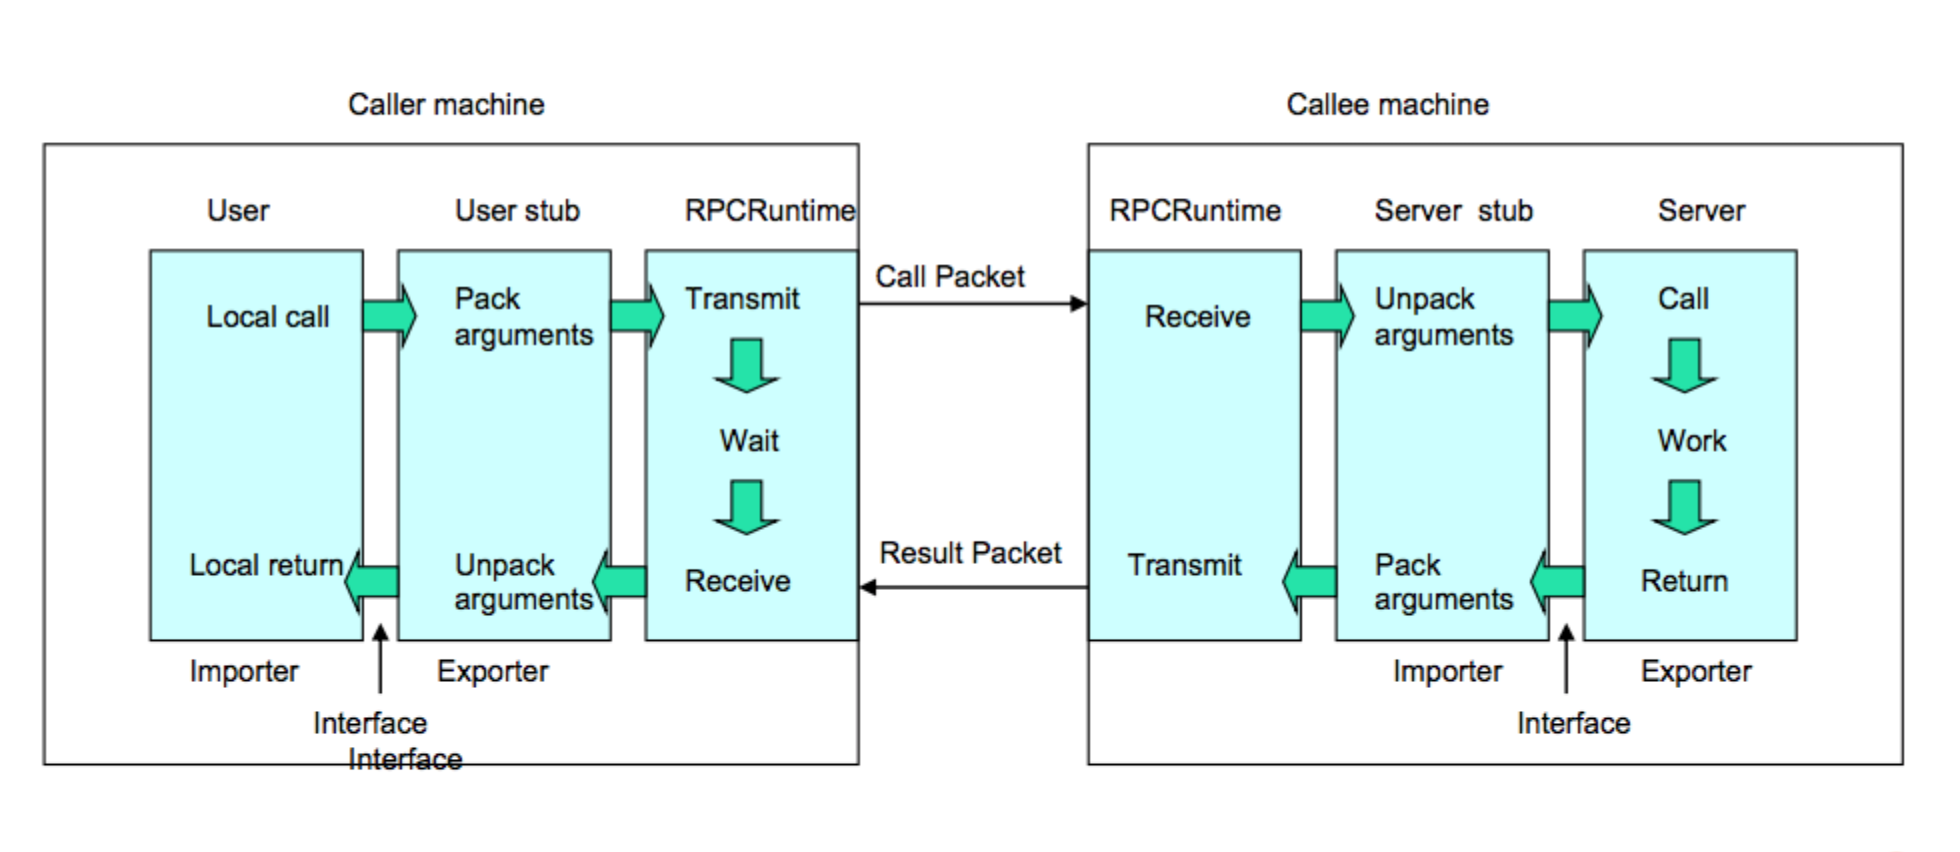 Caller machine
Callee machine
User
User stub
RPCRuntime
RPCRuntime
Server stub
Server
Local call
Pack
arguments
Transmit
Call Packet
Receive
Unpack
arguments
Call
Wait
Work
Local return
Unpack
arguments
Receive
Result Packet
Transmit
Pack
arguments
Return
Importer
Exporter
Importer
Exporter
Interface
Interface
Interface